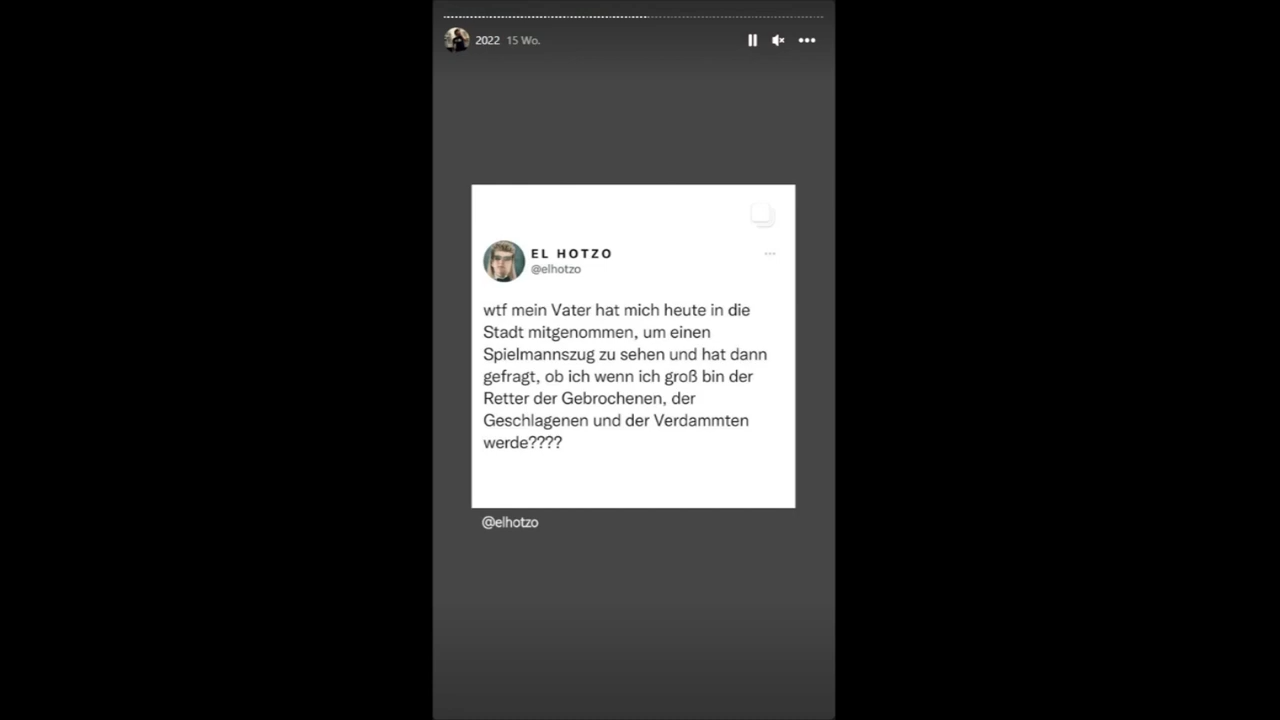 2022 15 Wo.
EL HOTZO
@elhotzo
wtf mein Vater hat mich heute in die
Stadt mitgenommen, um einen
Spielmannszug zu sehen und hat dann
gefragt, ob ich wenn ich groß bin der
Retter der Gebrochenen, der
Geschlagenen und der Verdammten
werde????
@elhotzo